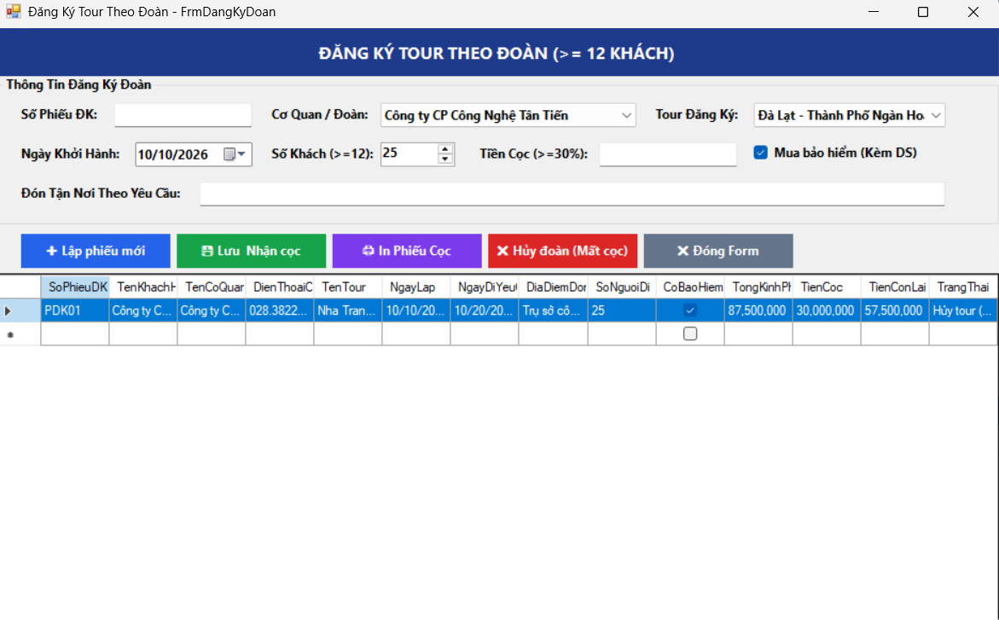 Đăng Ký Tour Theo Đoàn - FrmDangKyDoan
ĐĂNG KÝ TOUR THEO ĐOÀN (>= 12 KHÁCH)
Thông Tin Đăng Ký Đoàn
Số Phiếu ĐK: Cơ Quan / Đoàn: Công ty CP Công Nghệ Tân Tiến Tour Đăng Ký: Đà Lạt - Thành Phố Ngàn Hoa
Ngày Khởi Hành: 10/10/2026 Số Khách (>=12): 25 Tiền Cọc (>=30%): Mua bảo hiểm (Kèm DS)
Đón Tận Nơi Theo Yêu Cầu:
+ Lập phiếu mới Lưu Nhận cọc In Phiếu Cọc Hủy đoàn (Mất cọc) Đóng Form
SoPhieuDK TenKhachH TenCoQuar DienThoaiC TenTour NgayLap NgayDiYeu DiaDiemDor SoNguoiDi CoBaoHiem TongKinhPh TienCoc TienConLai TrangThai
PDK01 Công ty C... Công ty C... 028.3822... Nha Tran... 10/10/20... 10/20/20... Trụ sở cô... 25 87,500,000 30,000,000 57,500,000 Hủy tour (...